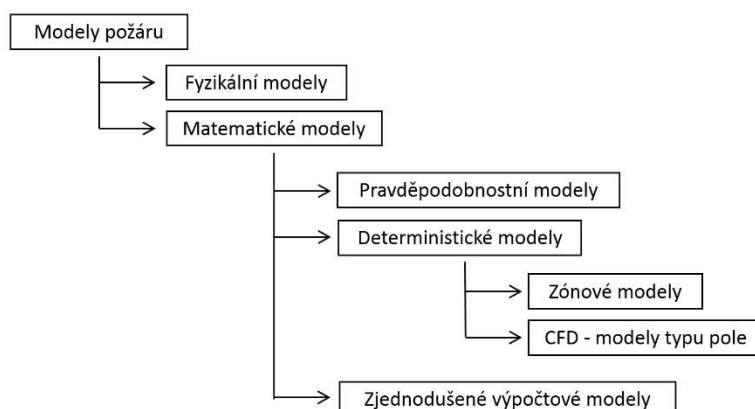 Modely požáru
Fyzikální modely
Matematické modely
Pravděpodobnostní modely
Deterministické modely
Zónové modely
CFD - modely typu pole
Zjednodušené výpočtové modely